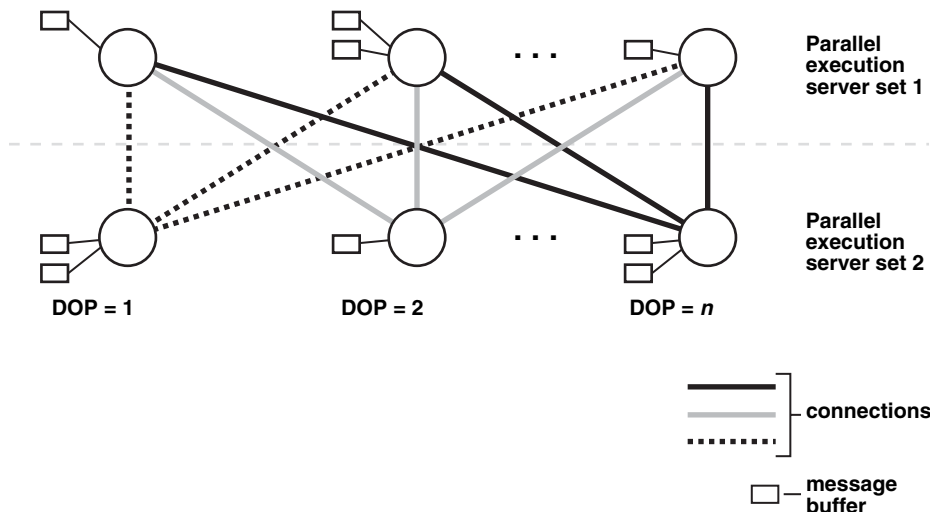 . . .
Parallel
execution
server set 1
. . .
Parallel
execution
server set 2
DOP = 1
DOP = 2
DOP = n
connections
message
buffer